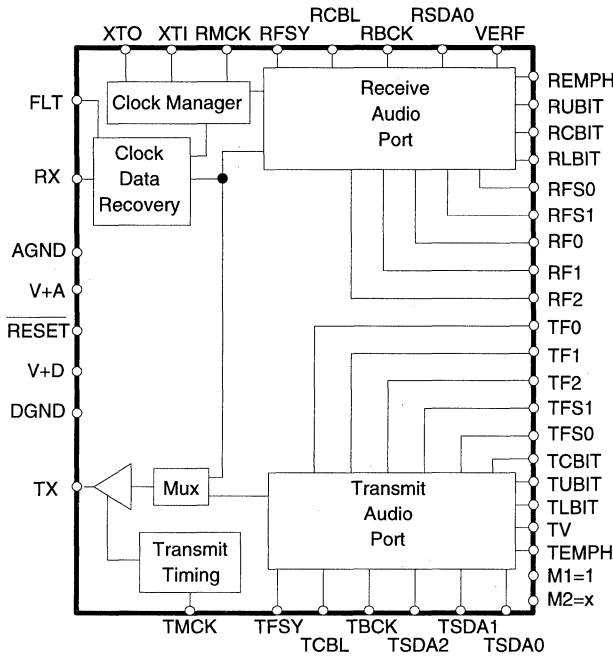 RCBL RSDA0
XTO XTI RMCK RFSY RBCK VERF
FLT
RX
AGND
V+A
RESET
V+D
DGND
TX
Clock Manager
Clock
Data
Recovery
Receive
Audio
Port
Mux
Transmit
Timing
Transmit
Audio
Port
REMPH
RUBIT
RCBIT
RLBIT
RFS0
RFS1
RF0
RF1
RF2
TF0
TF1
TF2
TFS1
TFS0
TCBIT
TUBIT
TLBIT
TV
TEMPH
M1=1
M2=x
TMCK TFSY TBCK TSDA1
TCBL TSDA2 TSDA0